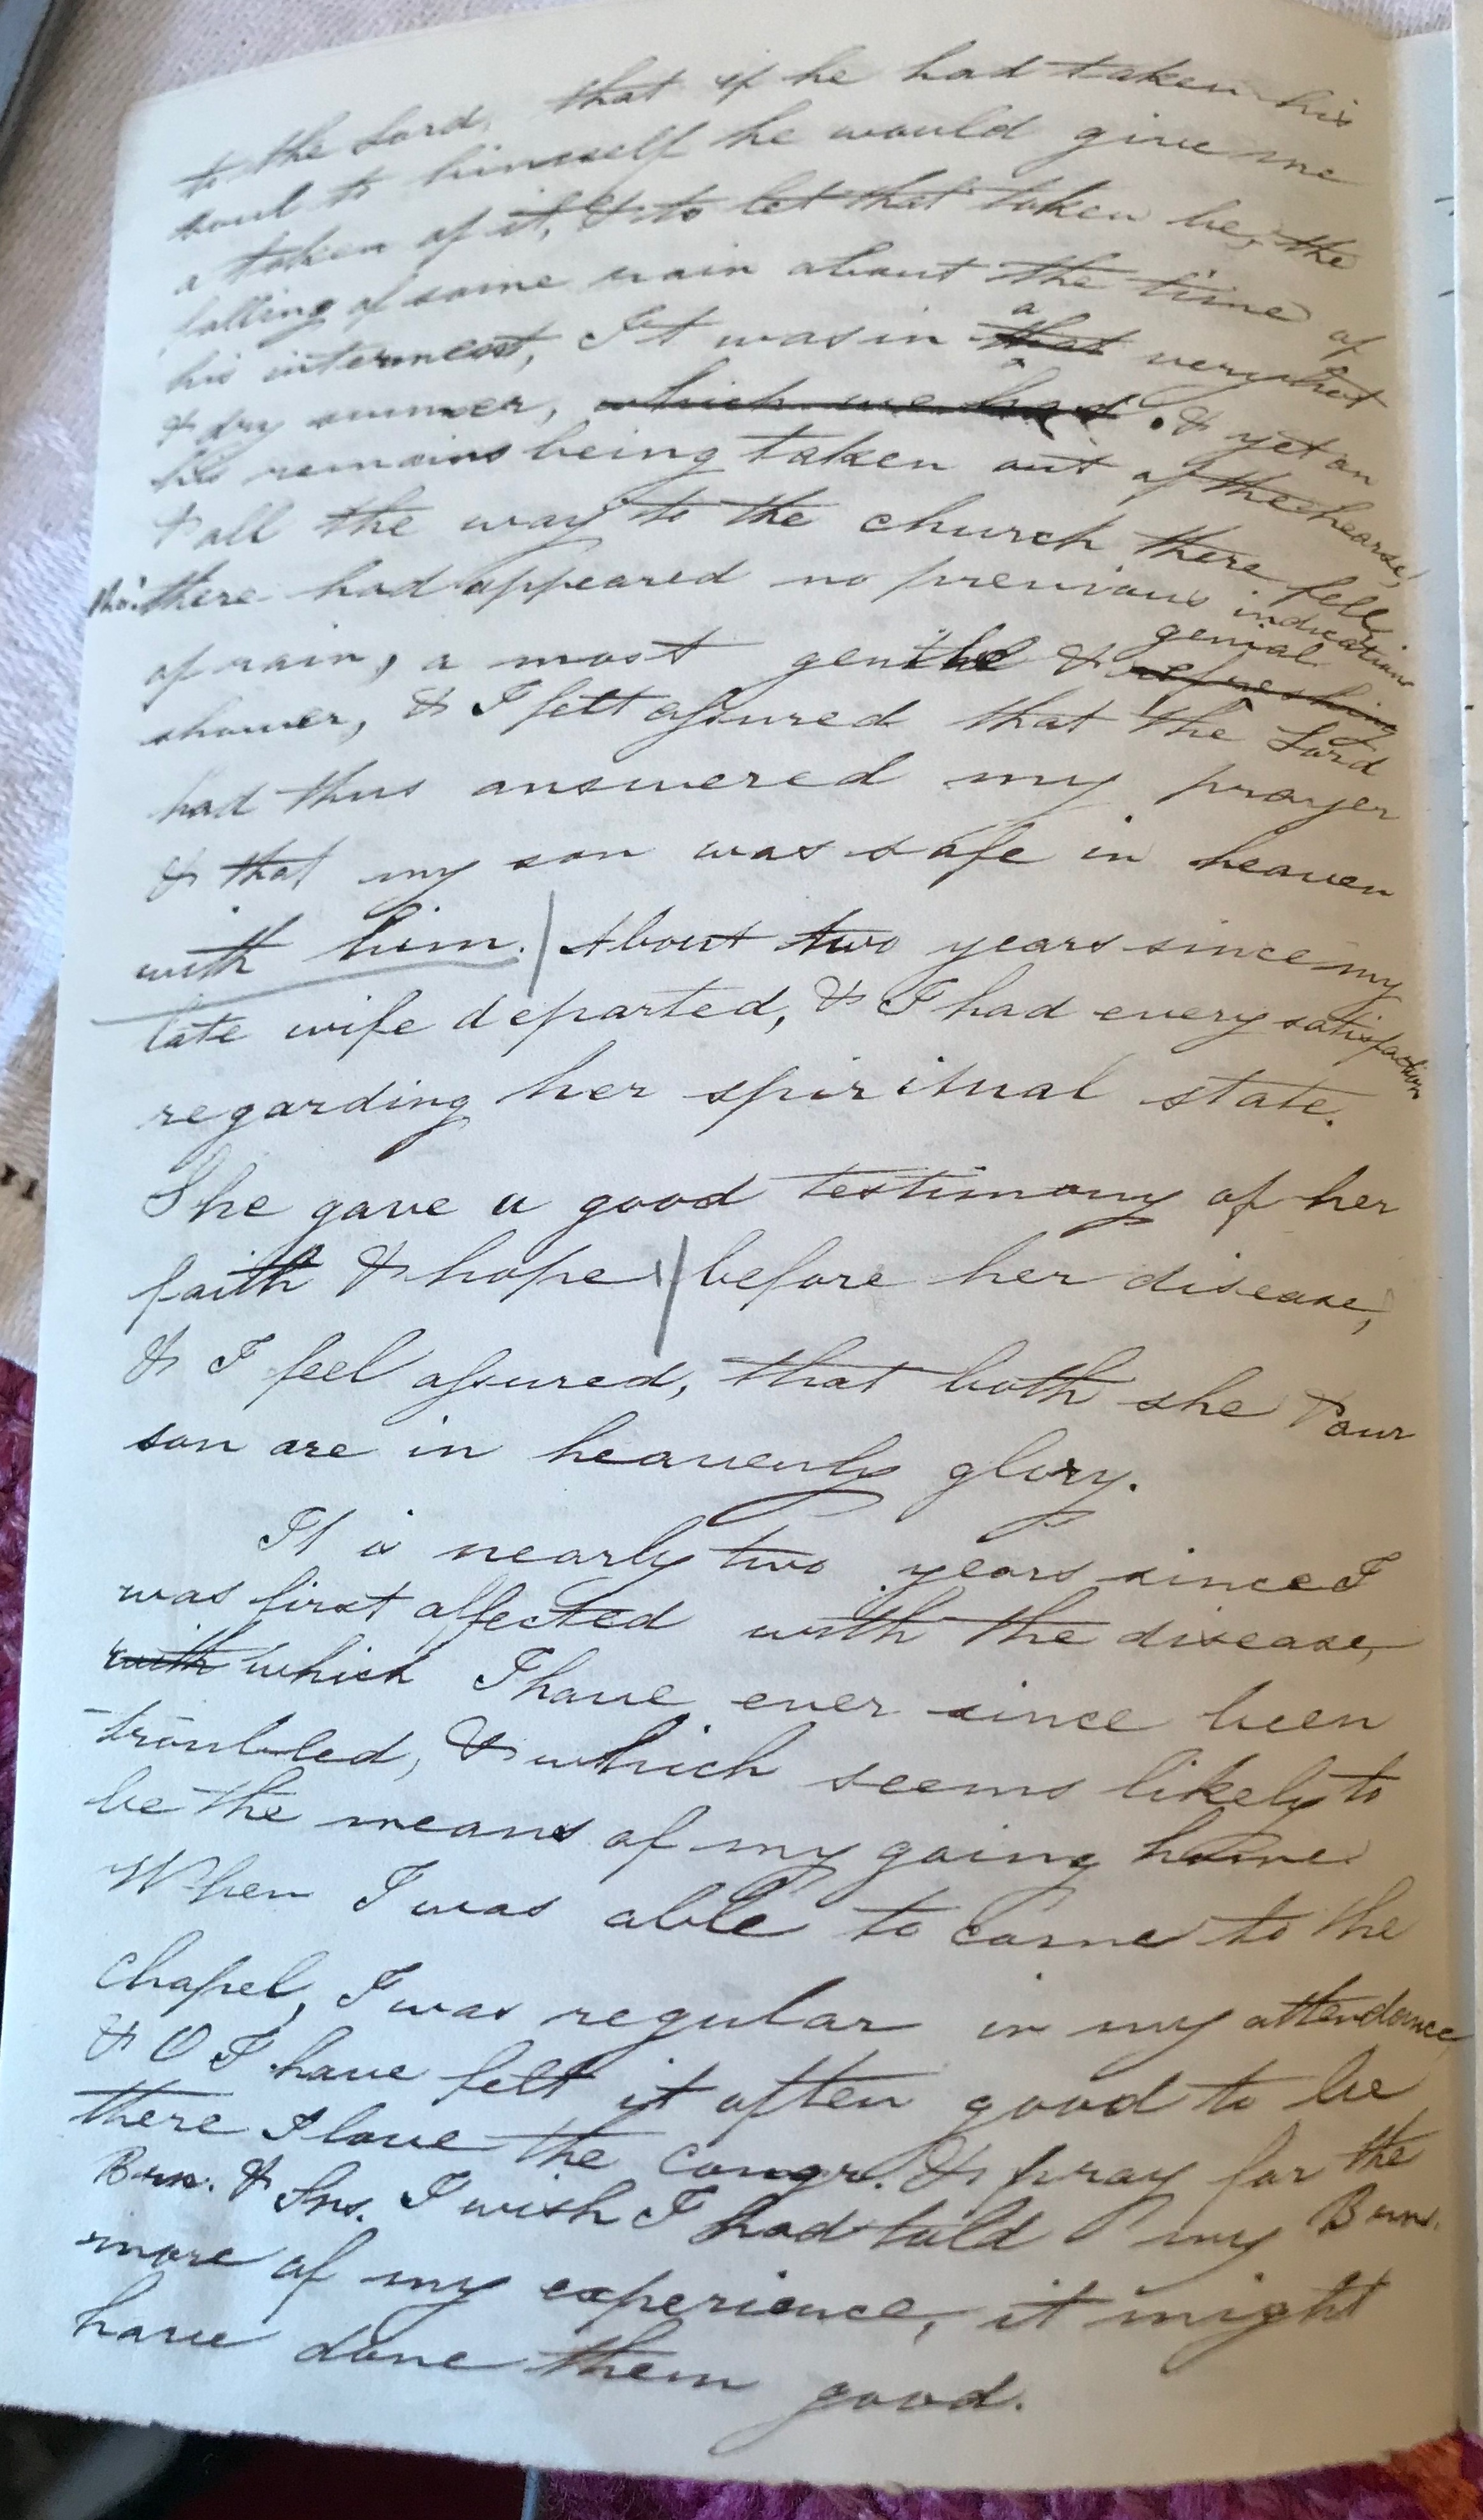 to the Lord, that if he had taken his
soul to himself he would give me
a token of it, & to let that token be, the
falling of some rain about the time of
his interment, It was in a that very hot
& dry summer, which we had. & yet on
his remains being taken out of the hearse,
& all the way to the church there fell
tho' there had appeared no previous indications
of rain, a most gentle & genial refreshing
shower, & I felt assured that the Lord
had thus answered my prayer
& that my son was safe in heaven
with him. About two years since my
late wife departed, & I had every satisfaction
regarding her spiritual state.
She gave a good testimony of her
faith & hope before her disease,
& I feel assured, that both she & our
son are in heavenly glory.
It is nearly two years since I
was first affected with the disease,
with which I have ever since been
troubled, & which seems likely to
be the means of my going home
When I was able to come to the
chapel, I was regular in my attendance
& O I have felt it often good to be
there I love the congr. & pray for the
Brn. & Srs. I wish I had told my Brn.
more of my experience, it might
have done them good.